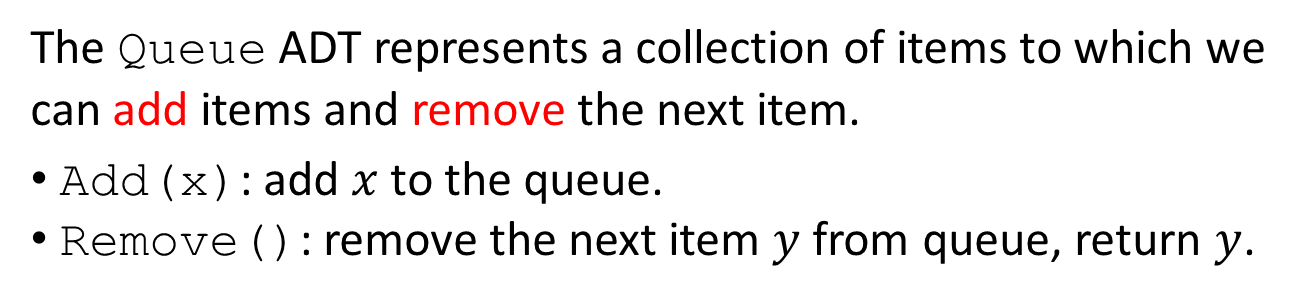 The Queue ADT represents a collection of items to which we
can add items and remove the next item.
• Add(x): add x to the queue.
• Remove(): remove the next item y from queue, return y.